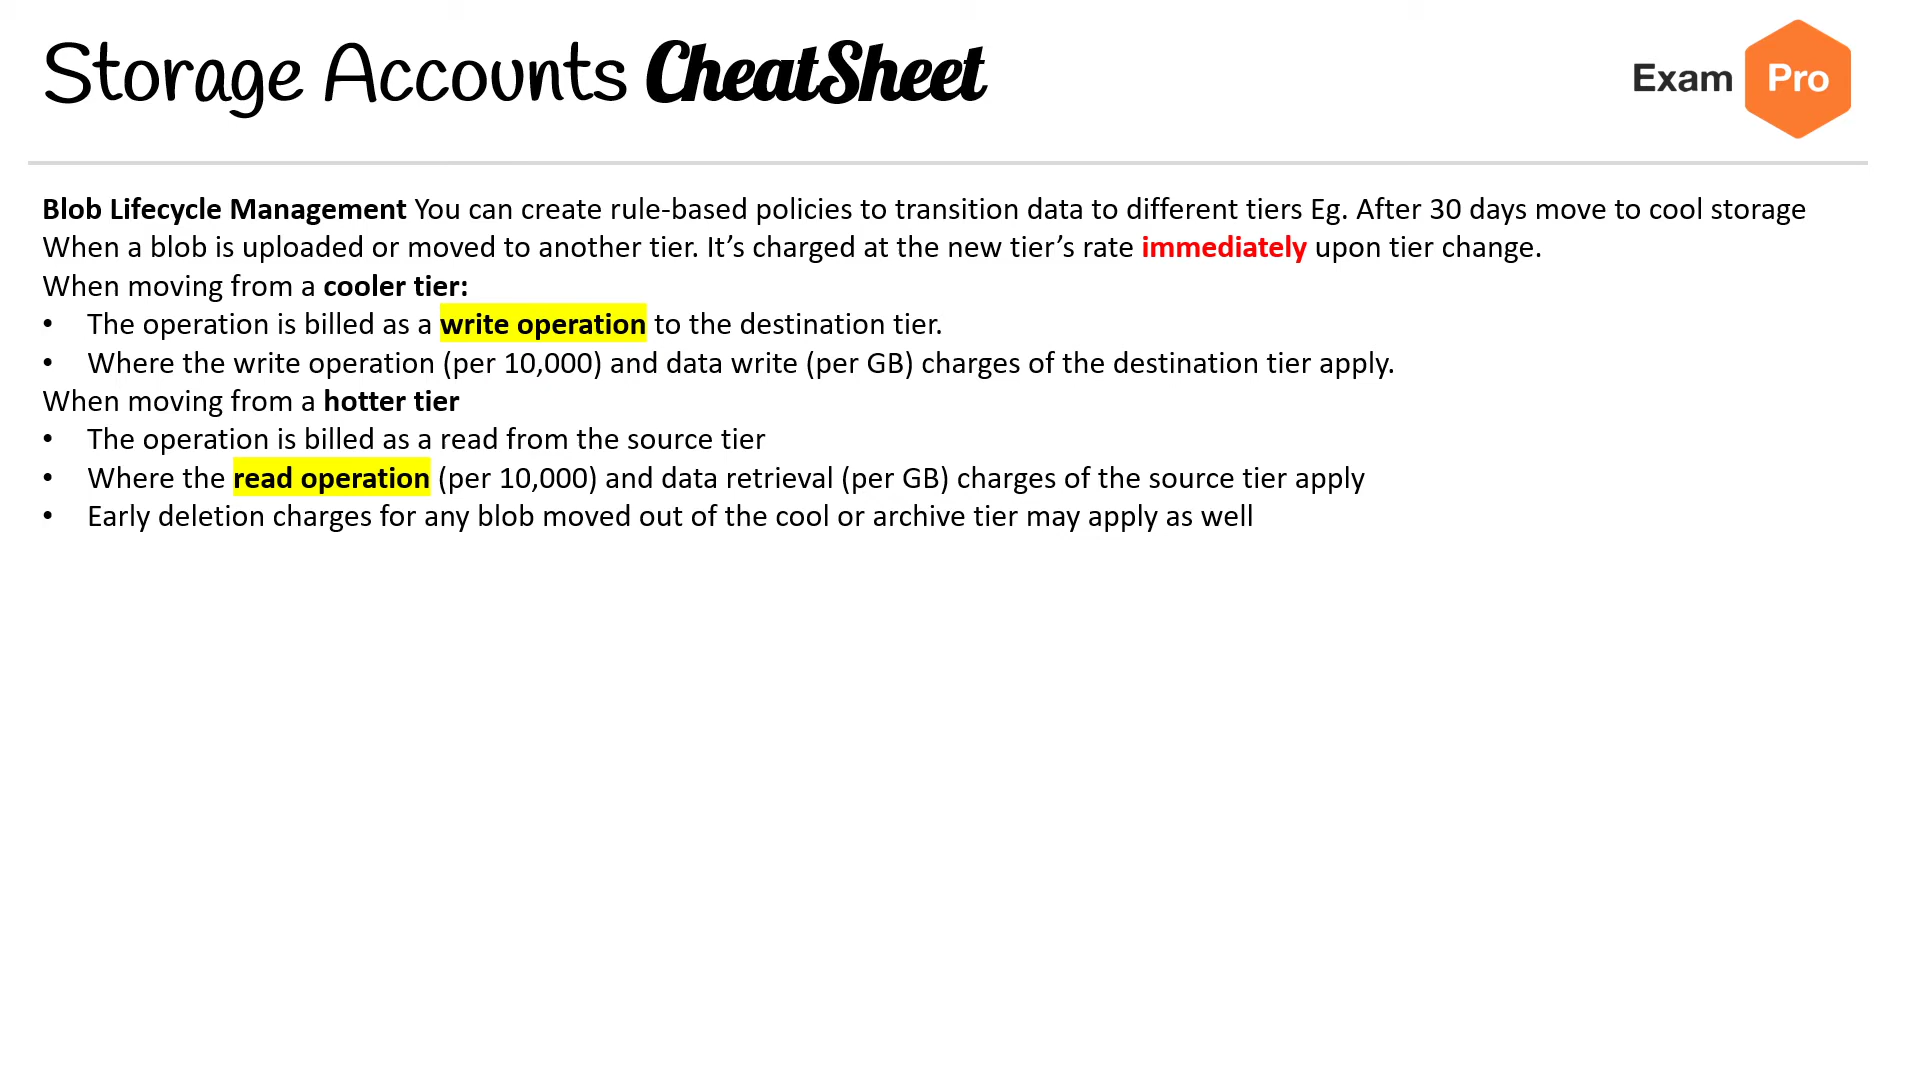 Storage Accounts CheatSheet
Exam Pro
Blob Lifecycle Management You can create rule-based policies to transition data to different tiers Eg. After 30 days move to cool storage
When a blob is uploaded or moved to another tier. It’s charged at the new tier’s rate immediately upon tier change.
When moving from a cooler tier:
• The operation is billed as a write operation to the destination tier.
• Where the write operation (per 10,000) and data write (per GB) charges of the destination tier apply.
When moving from a hotter tier
• The operation is billed as a read from the source tier
• Where the read operation (per 10,000) and data retrieval (per GB) charges of the source tier apply
• Early deletion charges for any blob moved out of the cool or archive tier may apply as well